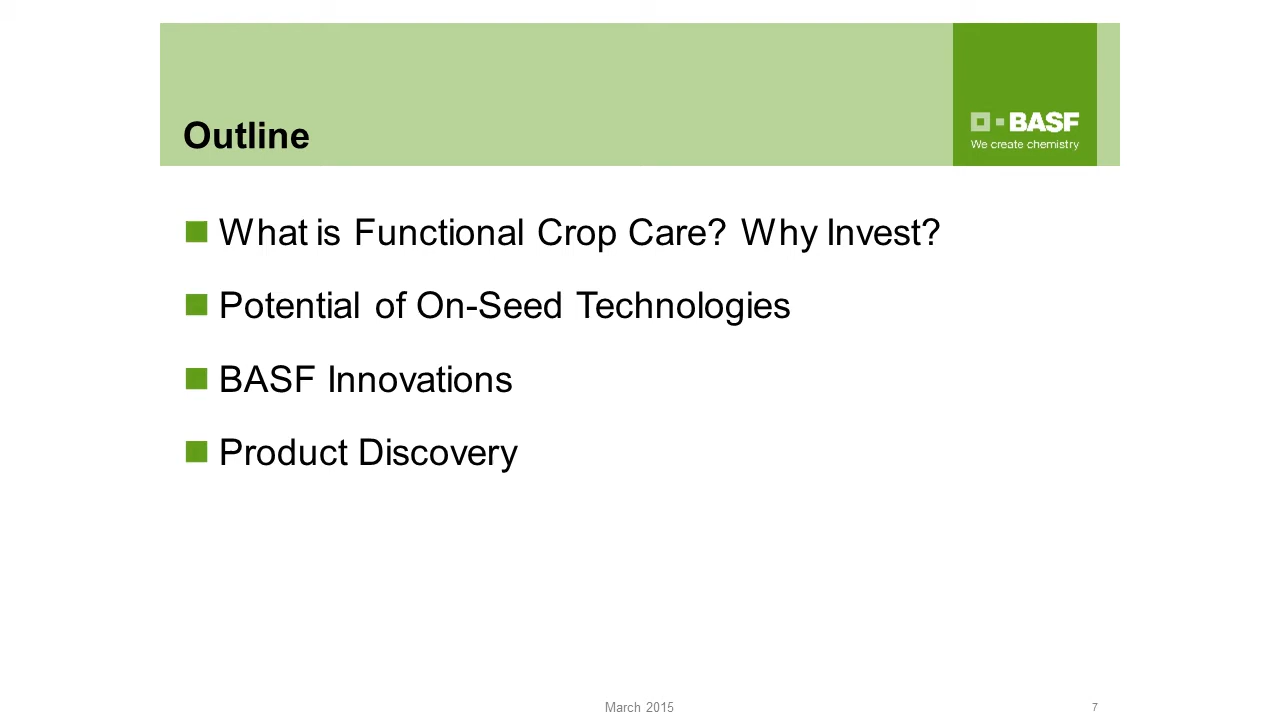 Outline
BASF
We create chemistry
What is Functional Crop Care? Why Invest?
Potential of On-Seed Technologies
BASF Innovations
Product Discovery
March 2015
7